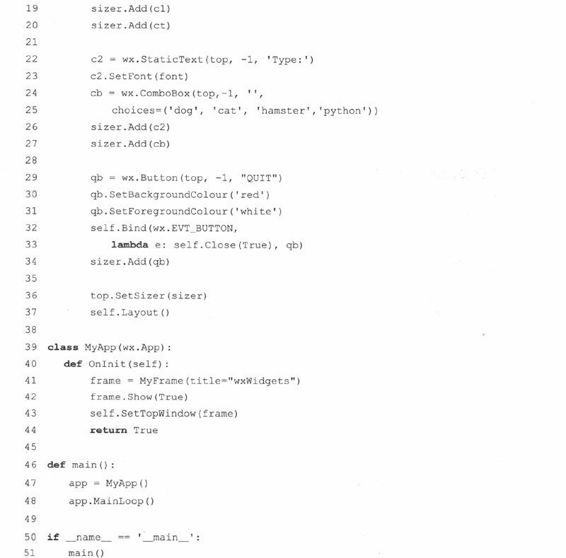 19 sizer.Add(c1)
20 sizer.Add(ct)
21
22 c2 = wx.StaticText(top, -1, 'Type:')
23 c2.SetFont(font)
24 cb = wx.ComboBox(top,-1, '',
25 choices=('dog', 'cat', 'hamster','python'))
26 sizer.Add(c2)
27 sizer.Add(cb)
28
29 qb = wx.Button(top, -1, "QUIT")
30 qb.SetBackgroundColour('red')
31 qb.SetForegroundColour('white')
32 self.Bind(wx.EVT_BUTTON,
33 lambda e: self.Close(True), qb)
34 sizer.Add(qb)
35
36 top.SetSizer(sizer)
37 self.Layout()
38
39 class MyApp(wx.App):
40 def OnInit(self):
41 frame = MyFrame(title="wxWidgets")
42 frame.Show(True)
43 self.SetTopWindow(frame)
44 return True
45
46 def main():
47 app = MyApp()
48 app.MainLoop()
49
50 if __name__ == '__main__':
51 main()